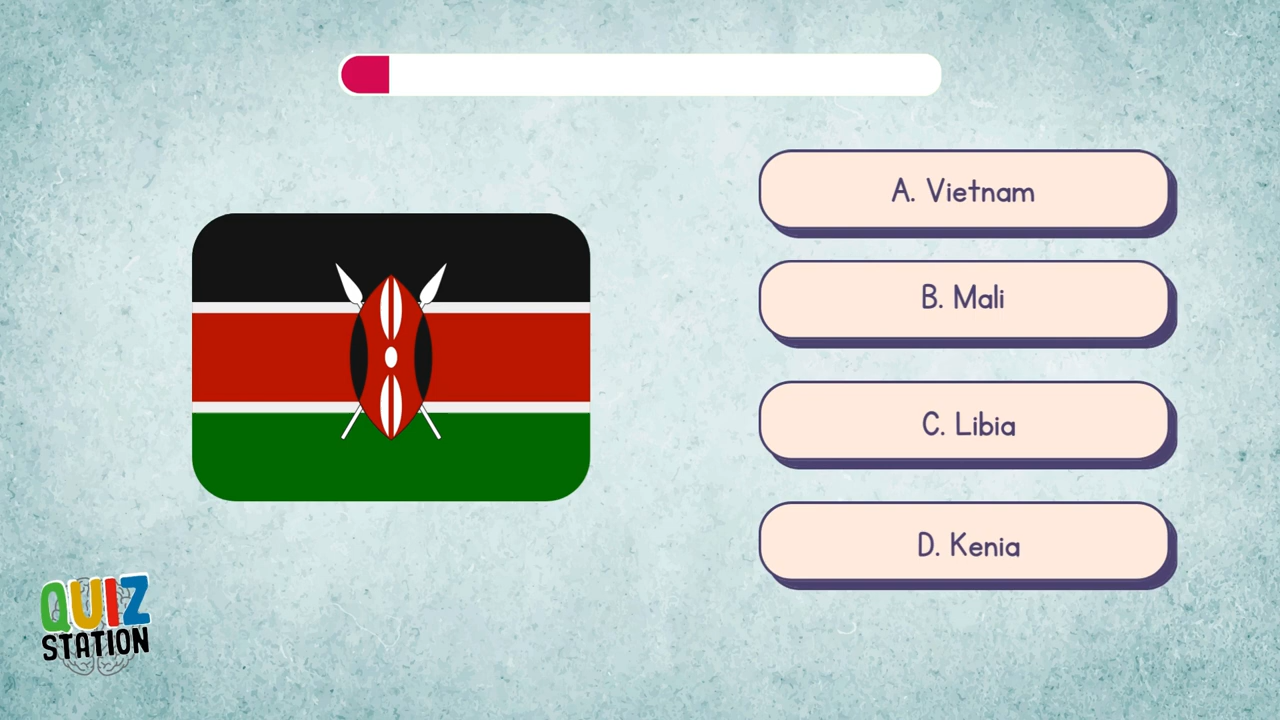 A. Vietnam
B. Mali
C. Libia
D. Kenia
QUIZ
STATION